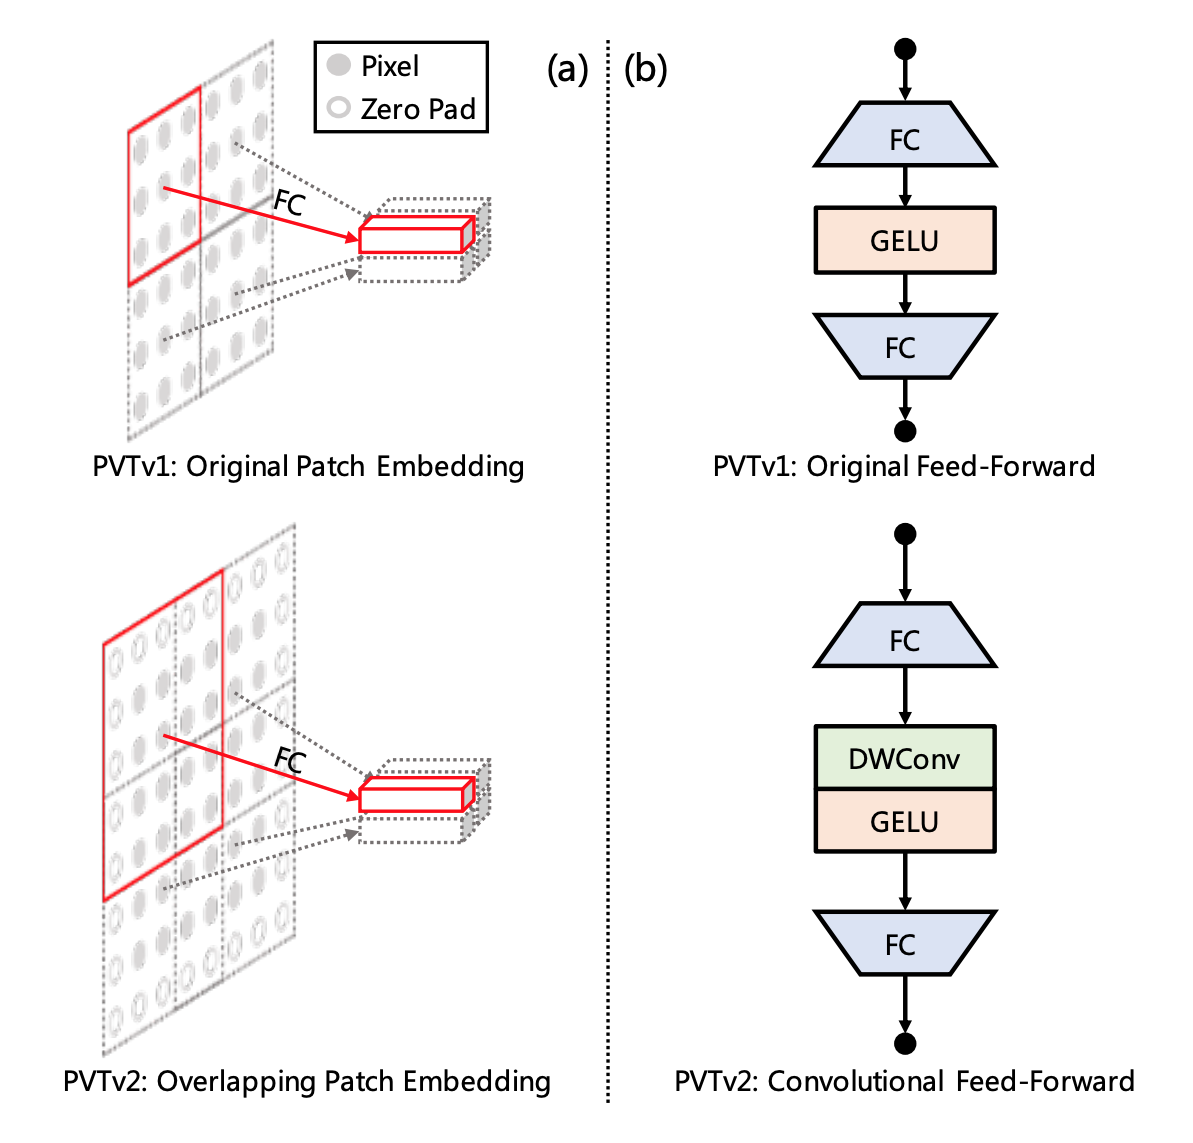 Pixel
Zero Pad
(a)
FC
PVTv1: Original Patch Embedding
FC
PVTv2: Overlapping Patch Embedding
(b)
FC
GELU
FC
PVTv1: Original Feed-Forward
FC
DWConv
GELU
FC
PVTv2: Convolutional Feed-Forward